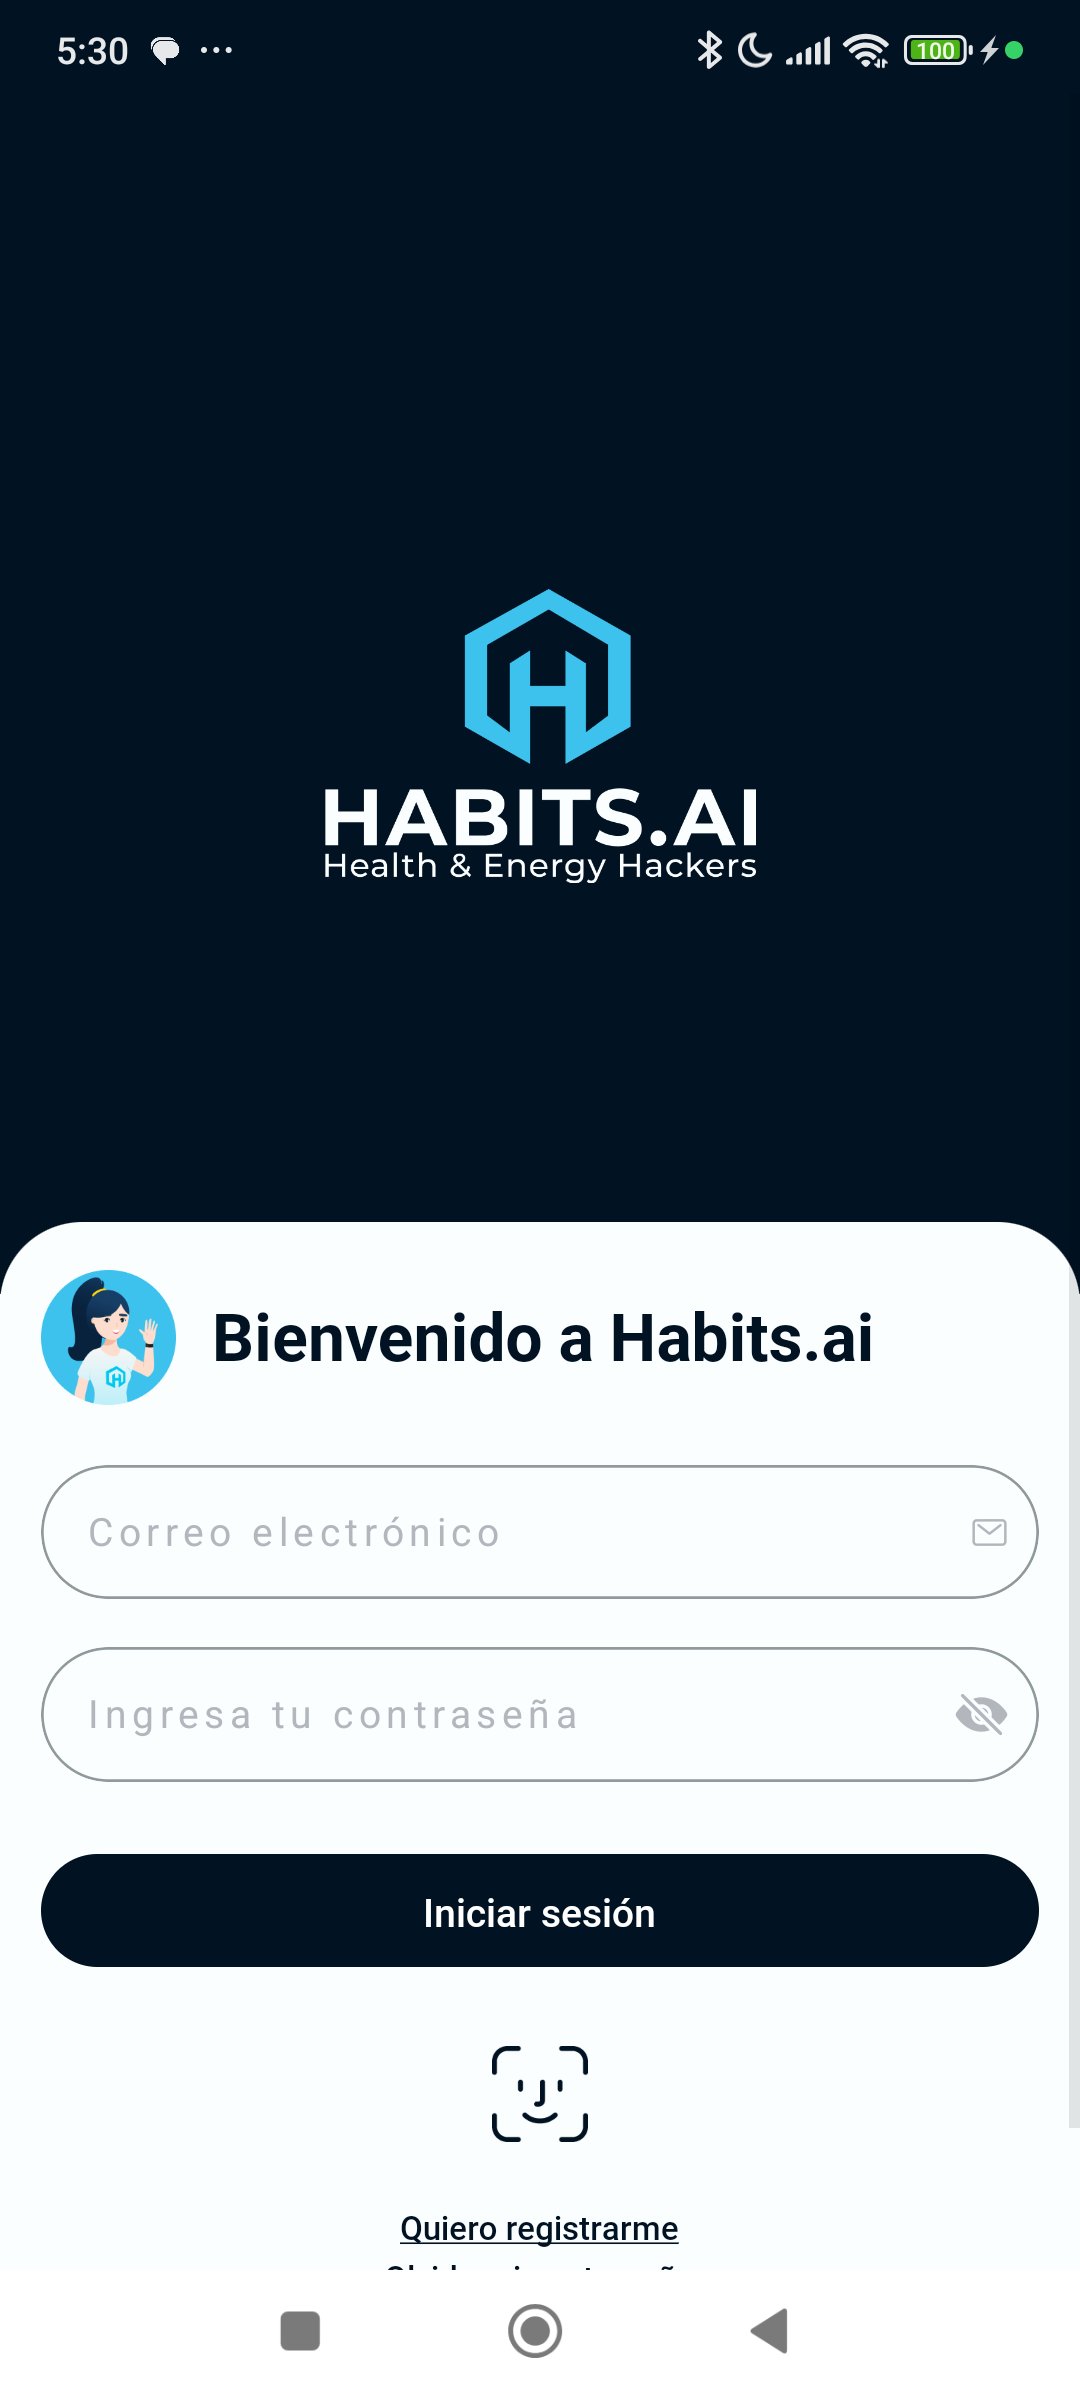 5:30
100
HABITS.AI
Health & Energy Hackers
Bienvenido a Habits.ai
Correo electrónico
Ingresa tu contraseña
Iniciar sesión
Quiero registrarme